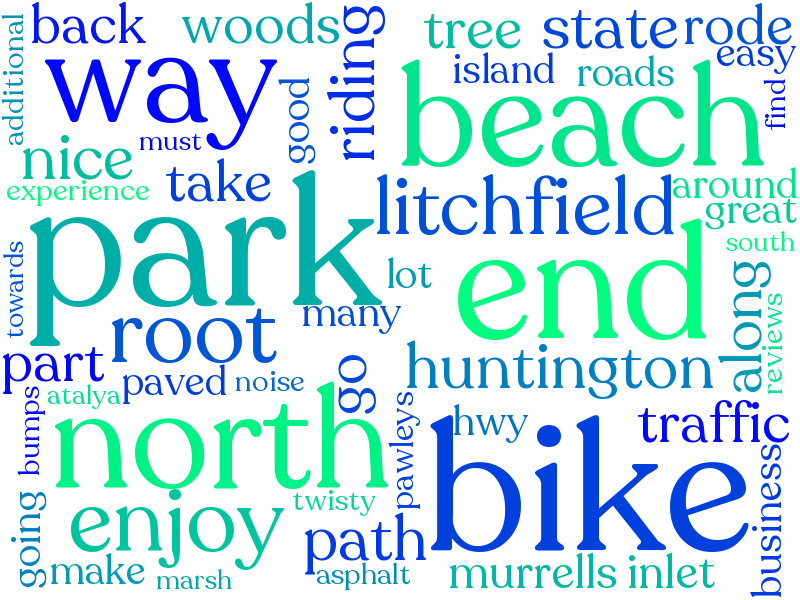 additional
back
woods
tree
state
rode
way
riding
island
roads
easy
must
good
beach
find
nice
experience
take
litchfield
around
great
park
lot
end
south
towards
many
root
part
paved
noise
go
huntington
along
reviews
bumps
atalya
north
pawleys
hwy
traffic
bike
business
going
enjoy
twisty
path
make
marsh
asphalt
murrells inlet